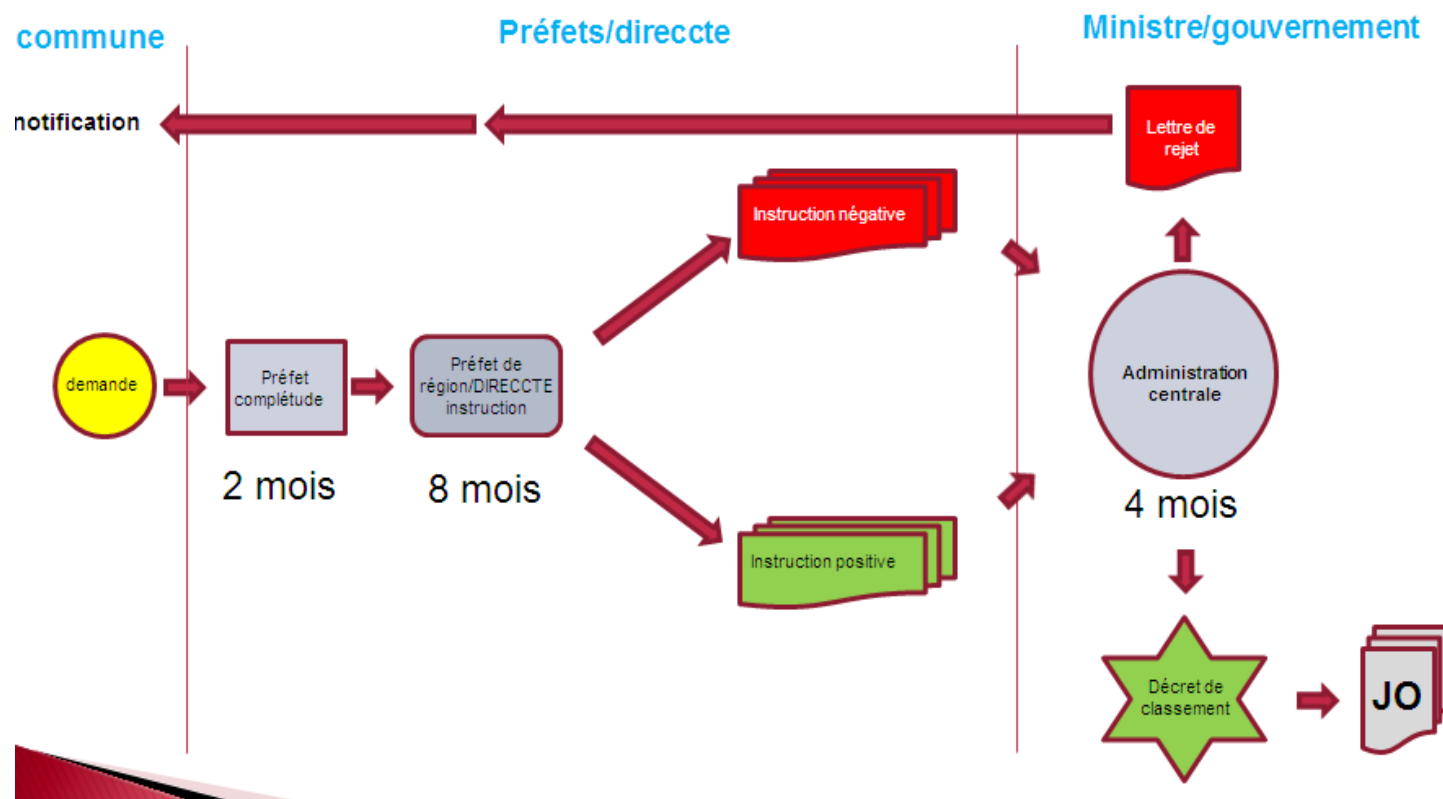 commune
Préfets/direccte
Ministre/gouvernement
notification
Lettre de
rejet
Instruction négative
demande
Préfet
complétude
Préfet de
région/DIRECCTE
instruction
Administration
centrale
2 mois
8 mois
4 mois
Instruction positive
Décret de
classement
JO